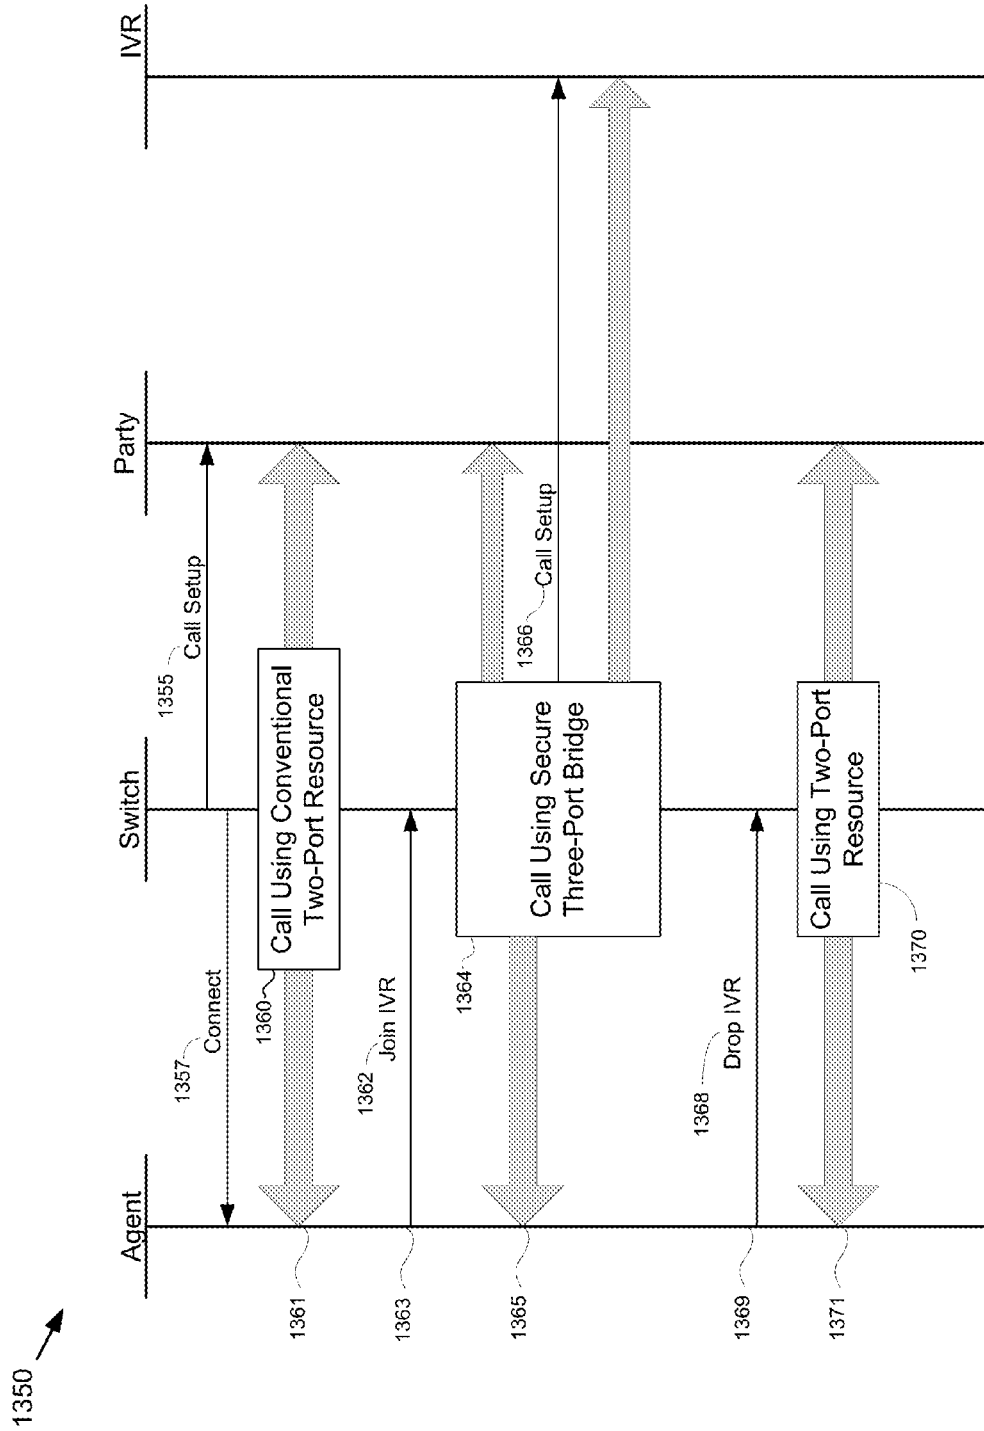 1350
Agent
Switch
Party
IVR
1355
Call Setup
1357
Connect
1360
Call Using Conventional
Two-Port Resource
1361
1362
Join IVR
1363
1364
Call Using Secure
Three-Port Bridge
1365
1366
Call Setup
1368
Drop IVR
1369
Call Using Two-Port
Resource
1370
1371